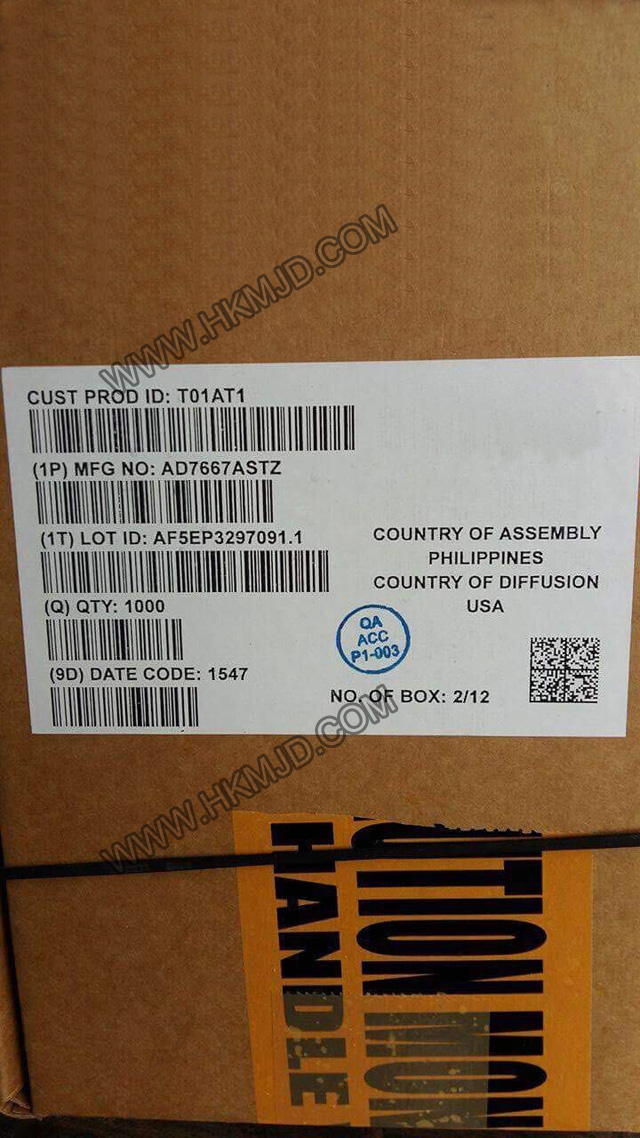 WWW.HKMJD.COM
CUST PROD ID: T01AT1
(1P) MFG NO: AD7667ASTZ
(1T) LOT ID: AF5EP3297091.1
(Q) QTY: 1000
(9D) DATE CODE: 1547
COUNTRY OF ASSEMBLY
PHILIPPINES
COUNTRY OF DIFFUSION
USA
QA
ACC
P1-003
NO. OF BOX: 2/12
WWW.HKMJD.COM
HANDLE